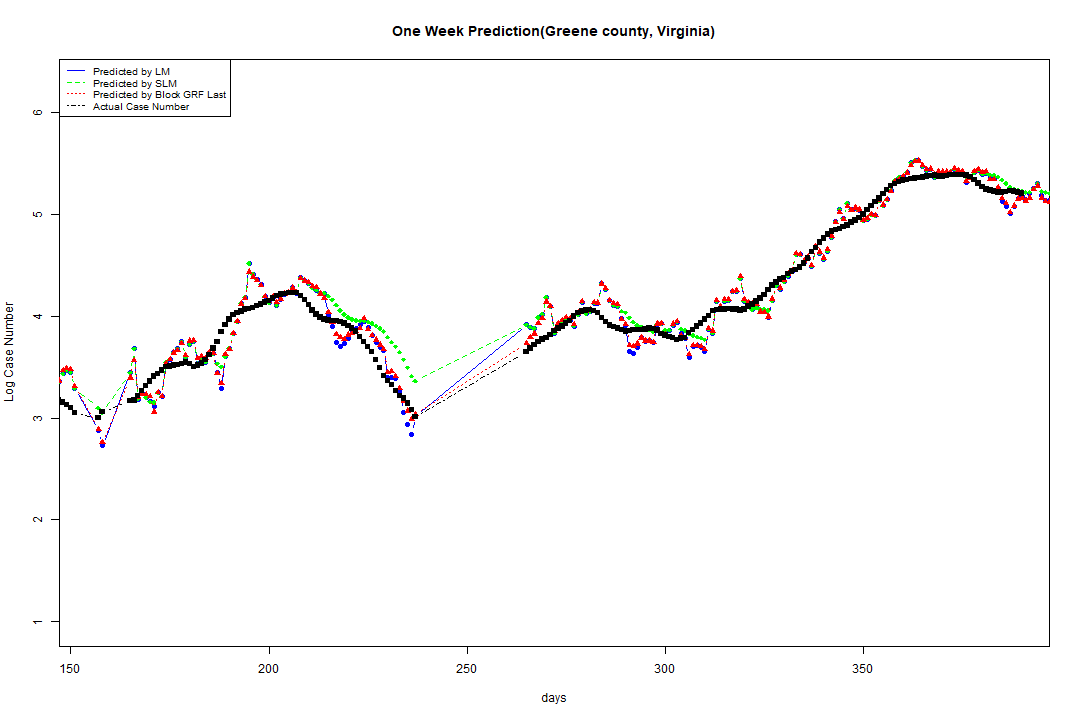 One Week Prediction(Greene county, Virginia)
Predicted by LM
Predicted by SLM
Predicted by Block GRF Last
Actual Case Number
6
5
4
3
2
1
Log Case Number
150 200 250 300 350
days